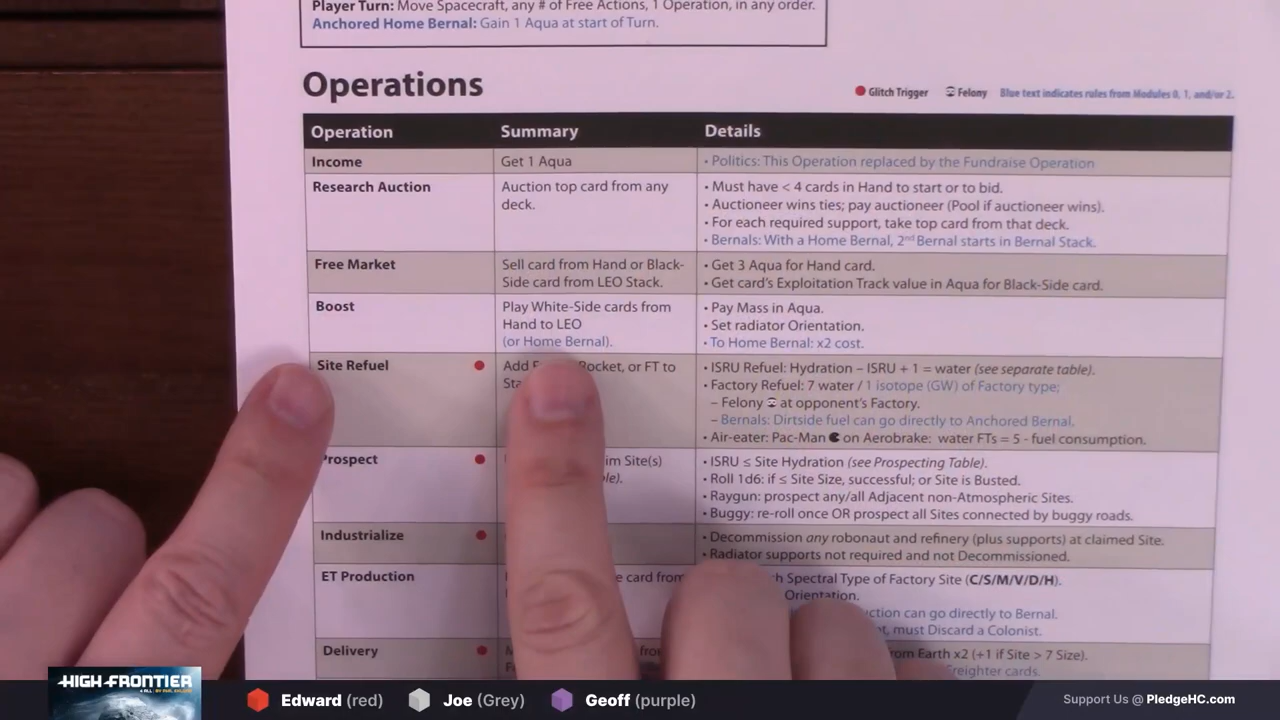 Player Turn: Move Spacecraft, any # of Free Actions, 1 Operation, in any order.
Anchored Home Bernal: Gain 1 Aqua at start of Turn.
Operations
Glitch Trigger Felony Blue text indicates rules from Modules 0, 1, and/or 2.
Operation Summary Details
Income Get 1 Aqua • Politics: This Operation replaced by the Fundraise Operation
Research Auction Auction top card from any • Must have < 4 cards in Hand to start or to bid.
deck. • Auctioneer wins ties; pay auctioneer (Pool if auctioneer wins).
• For each required support, take top card from that deck.
• Bernals: With a Home Bernal, 2nd Bernal starts in Bernal Stack.
Free Market Sell card from Hand or Black- • Get 3 Aqua for Hand card.
Side card from LEO Stack. • Get card's Exploitation Track value in Aqua for Black-Side card.
Boost Play White-Side cards from • Pay Mass in Aqua.
Hand to LEO • Set radiator Orientation.
(or Home Bernal). • To Home Bernal: x2 cost.
Site Refuel Add Rocket, or FT to • ISRU Refuel: Hydration – ISRU + 1 = water (see separate table).
• Factory Refuel: 7 water / 1 isotope (GW) of Factory type;
– Felony at opponent's Factory.
– Bernals: Dirtside fuel can go directly to Anchored Bernal.
• Air-eater: Pac-Man on Aerobrake: water FTs = 5 - fuel consumption.
Prospect Site(s) • ISRU ≤ Site Hydration (see Prospecting Table).
• Roll 1d6: if ≤ Site Size, successful; or Site is Busted.
• Raygun: prospect any/all Adjacent non-Atmospheric Sites.
• Buggy: re-roll once OR prospect all Sites connected by buggy roads.
Industrialize • Decommission any robonaut and refinery (plus supports) at claimed Site.
• Radiator supports not required and not Decommissioned.
ET Production card from Spectral Type of Factory Site (C/S/M/V/D/H).
Orientation.
can go directly to Bernal.
must Discard a Colonist.
Delivery from Earth x2 (+1 if Site > 7 Size).
Freighter cards.
HIGH FRONTIER
Edward (red) Joe (Grey) Geoff (purple) Support Us @ PledgeHC.com